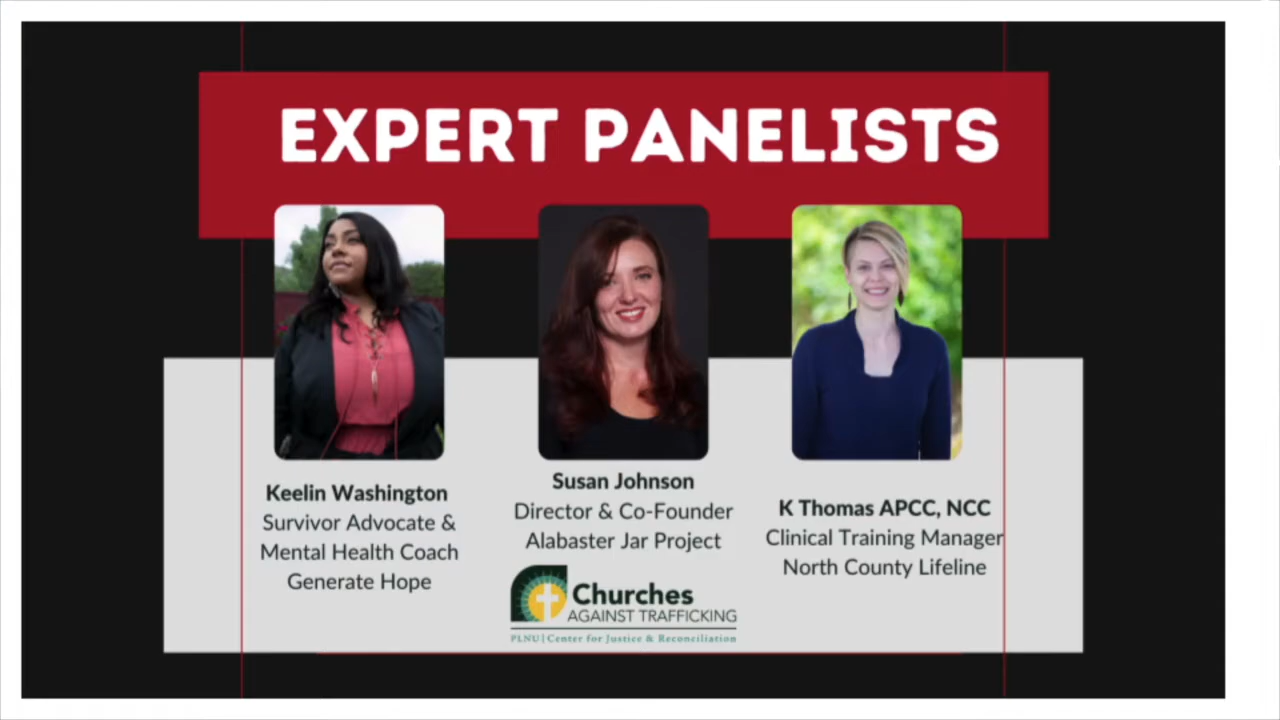 EXPERT PANELISTS
Keelin Washington
Survivor Advocate &
Mental Health Coach
Generate Hope
Susan Johnson
Director & Co-Founder
Alabaster Jar Project
K Thomas APCC, NCC
Clinical Training Manager
North County Lifeline
Churches
AGAINST TRAFFICKING
PLNU | Center for Justice & Reconciliation